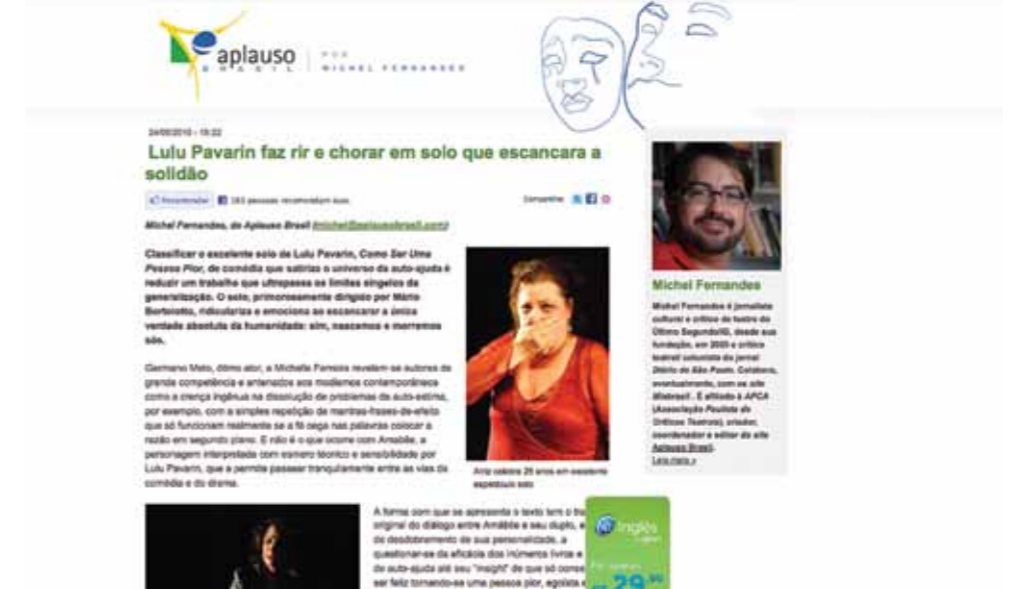 aplauso
BRASIL
POR
MICHEL FERNANDES
24/05/2010 - 15:22
Lulu Pavarin faz rir e chorar em solo que escancara a
solidão
Recomendar 183 pessoas recomendam isso.
Compartilhe
Michel Fernandes, do Aplauso Brasil (michel@aplausobrasil.com)
Classificar o excelente solo de Lulu Pavarin, Como Ser Uma
Pessoa Pior, de comédia que satiriza o universo da auto-ajuda é
reduzir um trabalho que ultrapassa os limites singelos da
generalização. O solo, primorosamente dirigido por Mário
Bortolotto, ridiculariza e emociona ao escancarar a única
verdade absoluta da humanidade: sim, nascemos e morremos
sós.
Germano Melo, ótimo ator, e Michelle Ferreira revelam-se autores de
grande competência e antenados aos modismos contemporâneos
como a crença ingênua na dissolução de problemas da auto-estima,
por exemplo, com a simples repetição de mantras-frases-de-efeito
que só funcionam realmente se a fé cega nas palavras colocar a
razão em segundo plano. E não é o que ocorre com Amabile, a
personagem interpretada com esmero técnico e sensibilidade por
Lulu Pavarin, que a permite passear tranquilamente entre as vias da
comédia e do drama.
Atriz celebra 25 anos em excelente
espetáculo solo
A forma com que se apresenta o texto tem o
original do diálogo entre Amábile e seu duplo,
do desdobramento de sua personalidade, a
questionar-se da eficácia dos inúmeros livros e
de auto-ajuda até seu "insight" de que só
ser feliz tornando-se uma pessoa pior, egoísta e
Michel Fernandes
Michel Fernandes é jornalista
cultural e crítico de teatro do
Último Segundo/iG, desde sua
fundação, em 2000 e crítico
teatral colunista do jornal
Diário de São Paulo. Colabora,
eventualmente, com os site
. É afiliado à APCA
(Associação Paulista de
Críticos Teatrais), criador,
coordenador e editor do site
Aplauso Brasil.
Leia mais »
Inglês
29,90